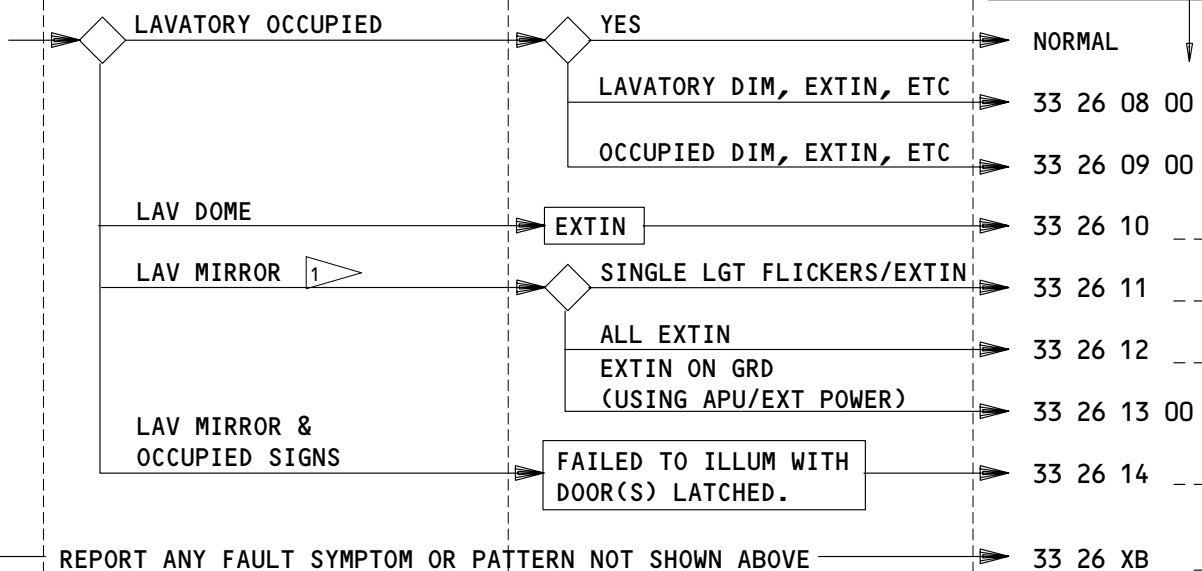 LAVATORY OCCUPIED YES NORMAL
LAVATORY DIM, EXTIN, ETC 33 26 08 00
OCCUPIED DIM, EXTIN, ETC 33 26 09 00
LAV DOME EXTIN 33 26 10 _ _
LAV MIRROR 1 SINGLE LGT FLICKERS/EXTIN 33 26 11 _ _
ALL EXTIN 33 26 12 _ _
EXTIN ON GRD
(USING APU/EXT POWER) 33 26 13 00
LAV MIRROR &
OCCUPIED SIGNS FAILED TO ILLUM WITH
DOOR(S) LATCHED. 33 26 14 _ _
REPORT ANY FAULT SYMPTOM OR PATTERN NOT SHOWN ABOVE 33 26 XB _